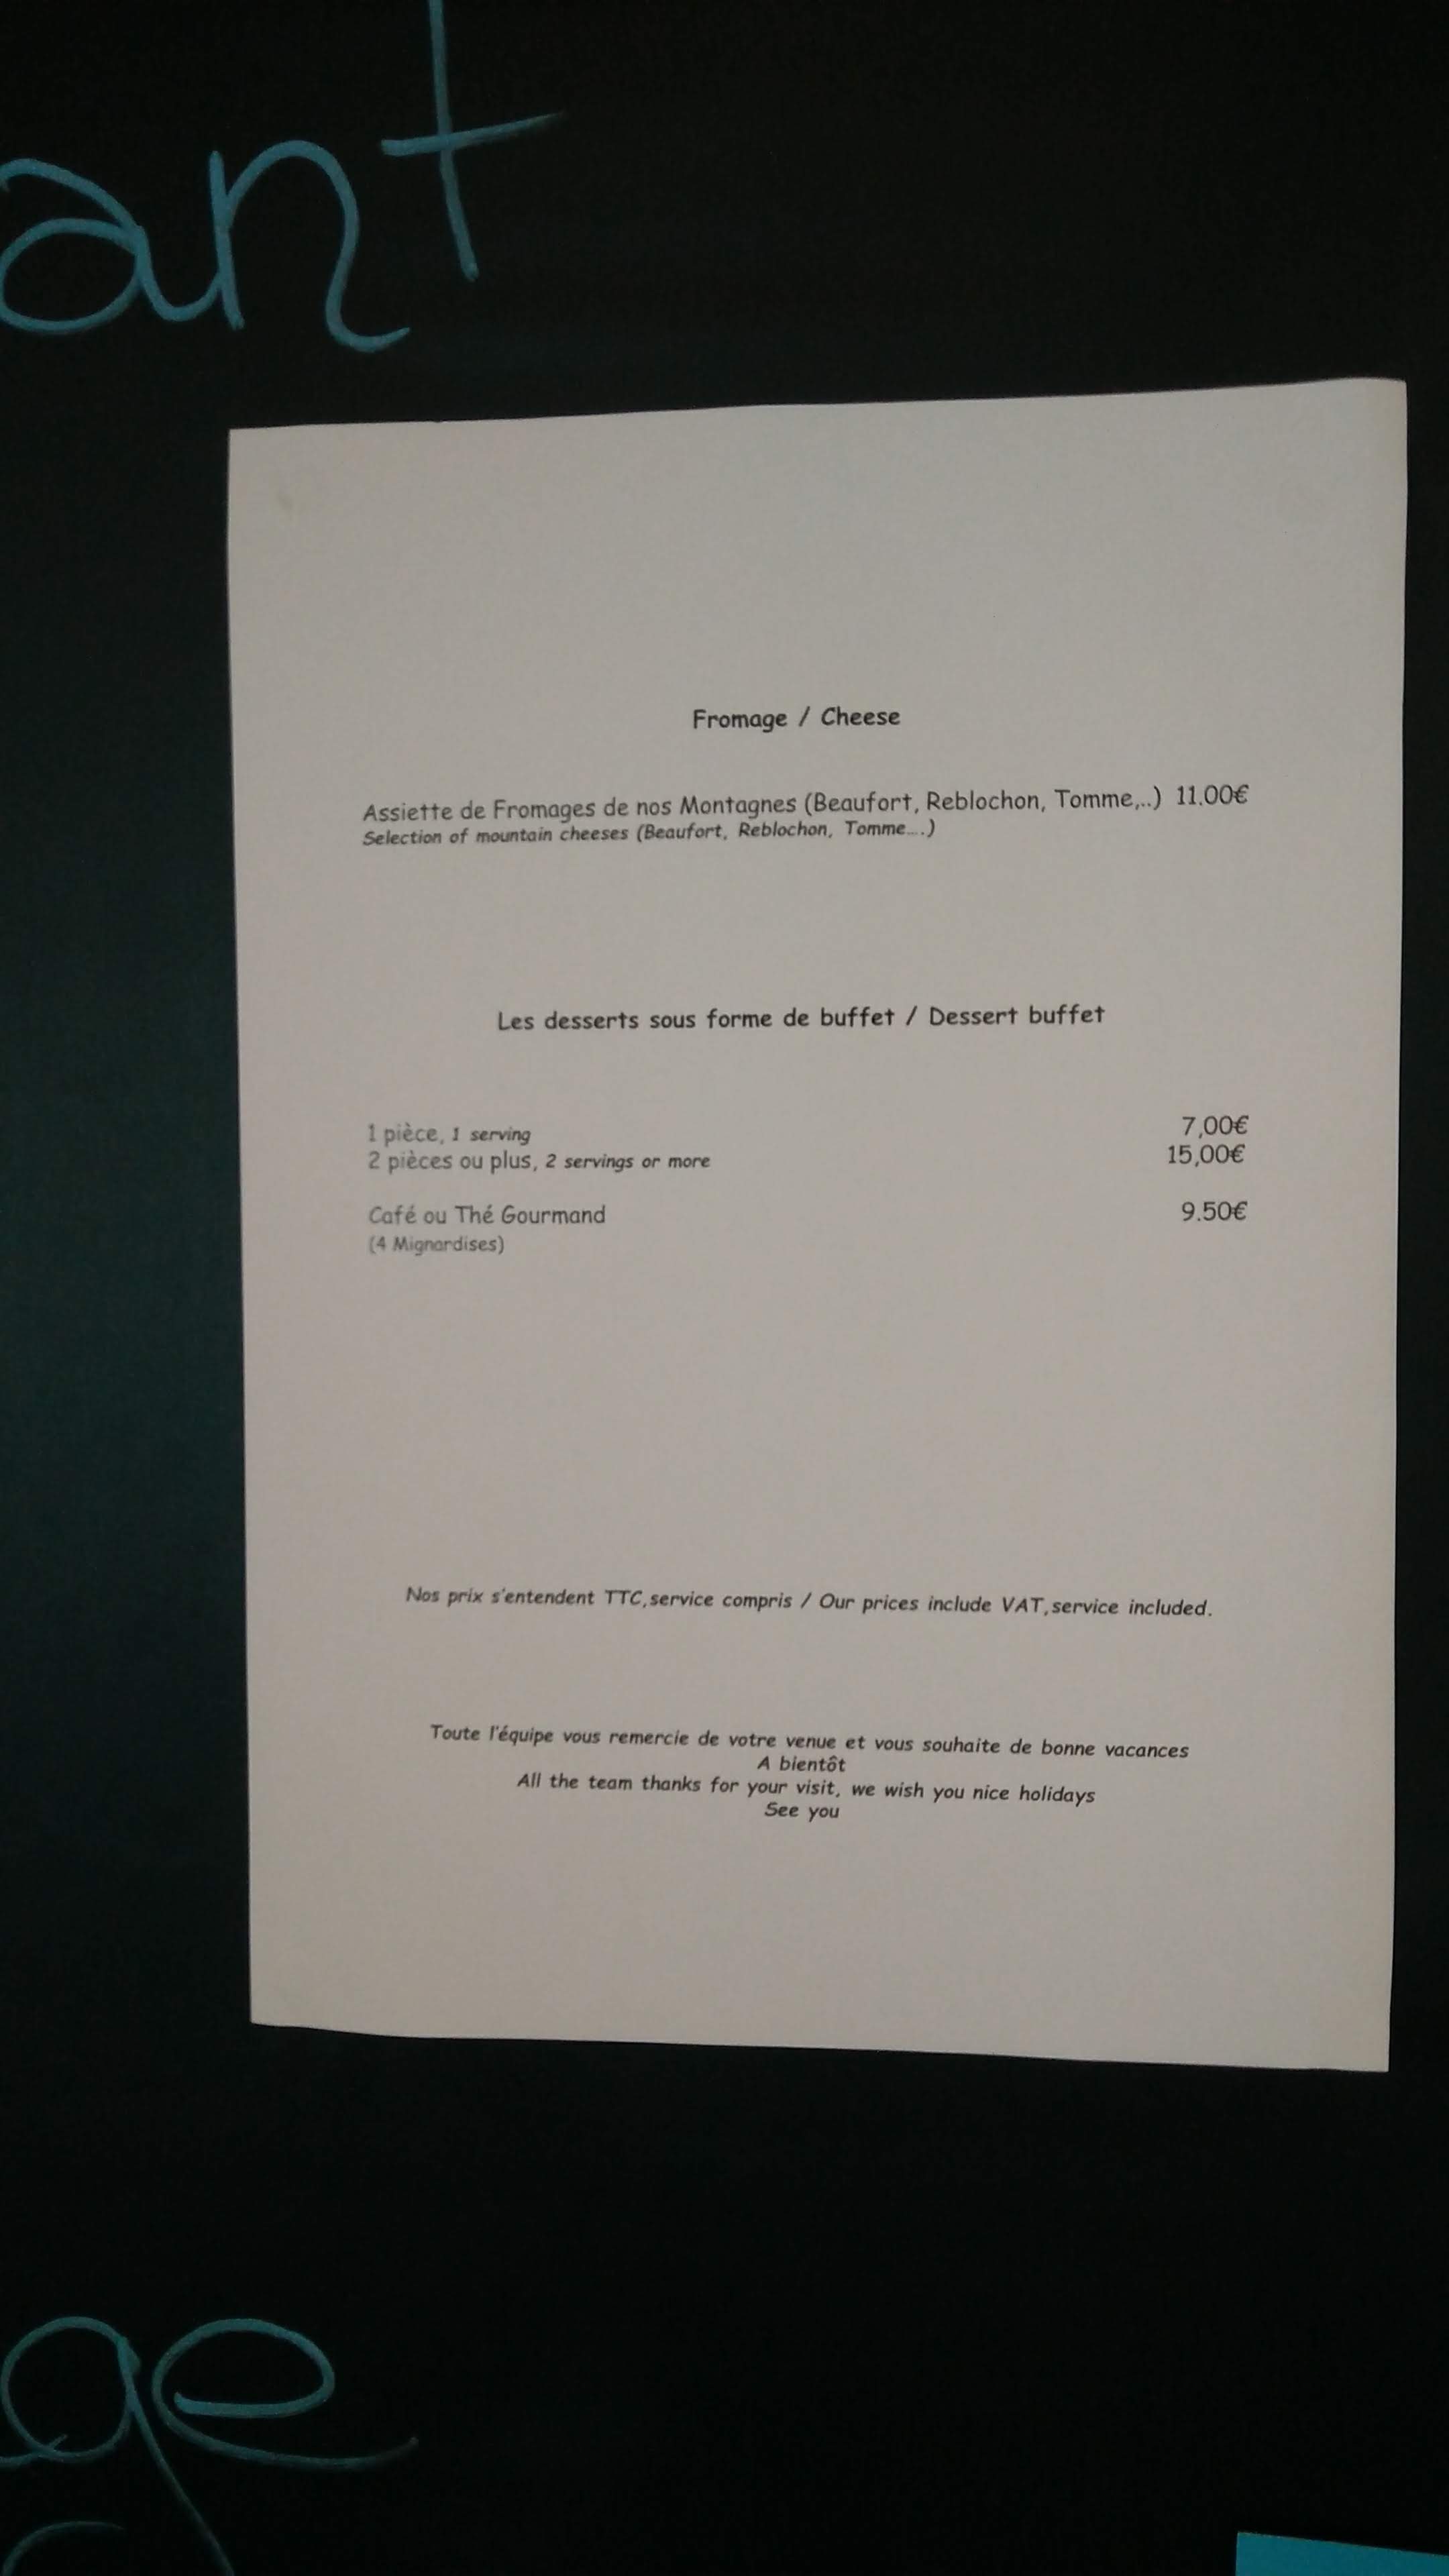 ant
Fromage / Cheese
Assiette de Fromages de nos Montagnes (Beaufort, Reblochon, Tomme,..) 11.00€
Selection of mountain cheeses (Beaufort, Reblochon, Tomme....)
Les desserts sous forme de buffet / Dessert buffet
1 pièce, 1 serving 7,00€
2 pièces ou plus, 2 servings or more 15,00€
Café ou Thé Gourmand 9.50€
(4 Mignardises)
Nos prix s'entendent TTC,service compris / Our prices include VAT,service included.
Toute l'équipe vous remercie de votre venue et vous souhaite de bonne vacances
A bientôt
All the team thanks for your visit, we wish you nice holidays
See you
ge